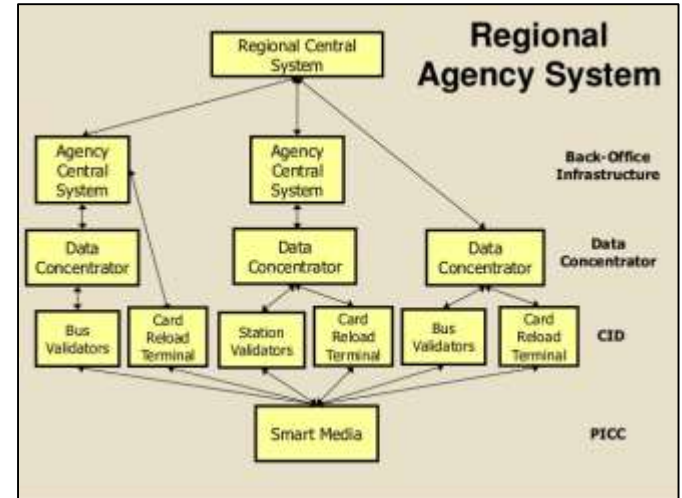 Regional
Agency System
Regional Central
System
Agency
Central
System
Agency
Central
System
Back-Office
Infrastructure
Data
Concentrator
Data
Concentrator
Data
Concentrator
Data
Concentrator
Bus
Validators
Card
Reload
Terminal
Station
Validators
Card
Reload
Terminal
Bus
Validators
Card
Reload
Terminal
CID
Smart Media
PICC